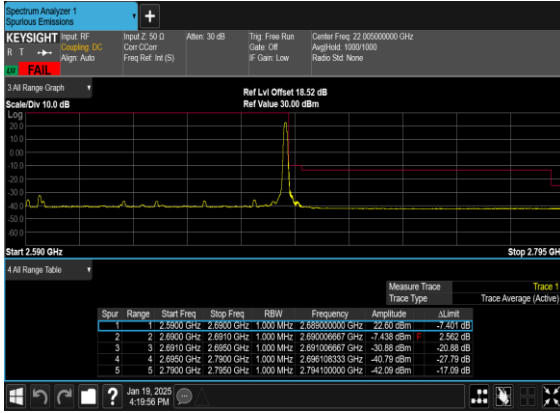 Spectrum Analyzer 1
Spurious Emissions
KEYSIGHT Input: RF Input Z: 50 Ω Atten: 30 dB Trig: Free Run Center Freq: 22.005000000 GHz
R T Coupling: DC Corr CCorr Gate: Off Avg|Hold: 1000/1000
Align: Auto Freq Ref: Int (S) IF Gain: Low Radio Std: None
FAIL
3 All Range Graph
Ref Lvl Offset 18.52 dB
Scale/Div 10.0 dB Ref Value 30.00 dBm
Log
20.0
10.0
0.00
-10.0
-20.0
-30.0
-40.0
-50.0
-60.0
Start 2.590 GHz Stop 2.795 GH
4 All Range Table
Measure Trace Trace 1
Trace Type Trace Average (Active)
Spur Range Start Freq Stop Freq RBW Frequency Amplitude ΔLimit
1 1 2.5900 GHz 2.6900 GHz 1.000 MHz 2.689000000 GHz 22.60 dBm -7.401 dB
2 2 2.6900 GHz 2.6910 GHz 1.000 MHz 2.690006667 GHz -7.438 dBm F 2.562 dB
3 3 2.6910 GHz 2.6950 GHz 1.000 MHz 2.691006667 GHz -30.88 dBm -20.88 dB
4 4 2.6950 GHz 2.7900 GHz 1.000 MHz 2.696108333 GHz -40.79 dBm -27.79 dB
5 5 2.7900 GHz 2.7950 GHz 1.000 MHz 2.794100000 GHz -42.09 dBm -17.09 dB
Jan 19, 2025
4:19:56 PM